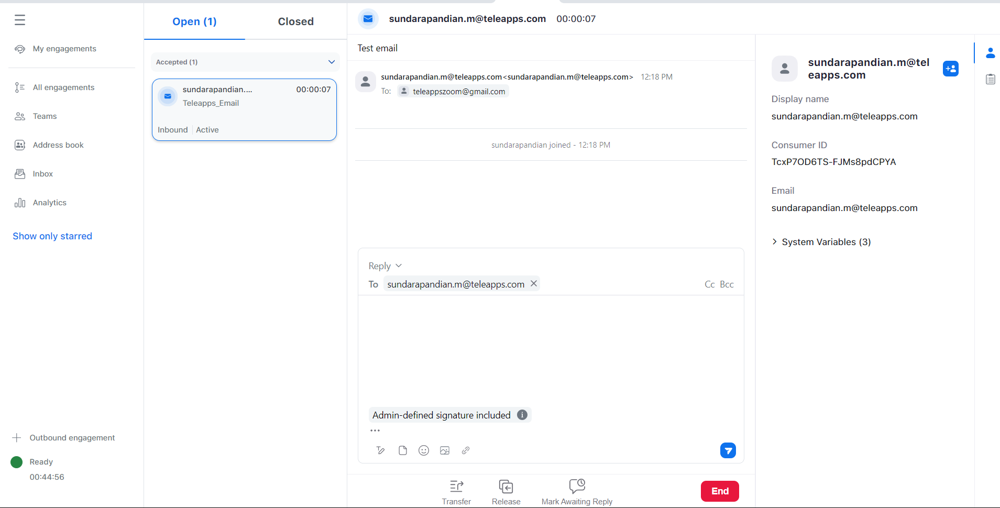 My engagements
All engagements
Teams
Address book
Inbox
Analytics
Show only starred
Outbound engagement
Ready
00:44:56
Open (1)
Closed
Accepted (1)
sundarapandian.... 00:00:07
Teleapps_Email
Inbound Active
sundarapandian.m@teleapps.com 00:00:07
Test email
sundarapandian.m@teleapps.com<sundarapandian.m@teleapps.com> 12:18 PM
To: teleappszoom@gmail.com
sundarapandian joined - 12:18 PM
Reply
To sundarapandian.m@teleapps.com Cc Bcc
Admin-defined signature included
Transfer
Release
Mark Awaiting Reply
End
sundarapandian.m@tel
eapps.com
Display name
sundarapandian.m@teleapps.com
Consumer ID
TcxP7OD6TS-FJMs8pdCPYA
Email
sundarapandian.m@teleapps.com
System Variables (3)